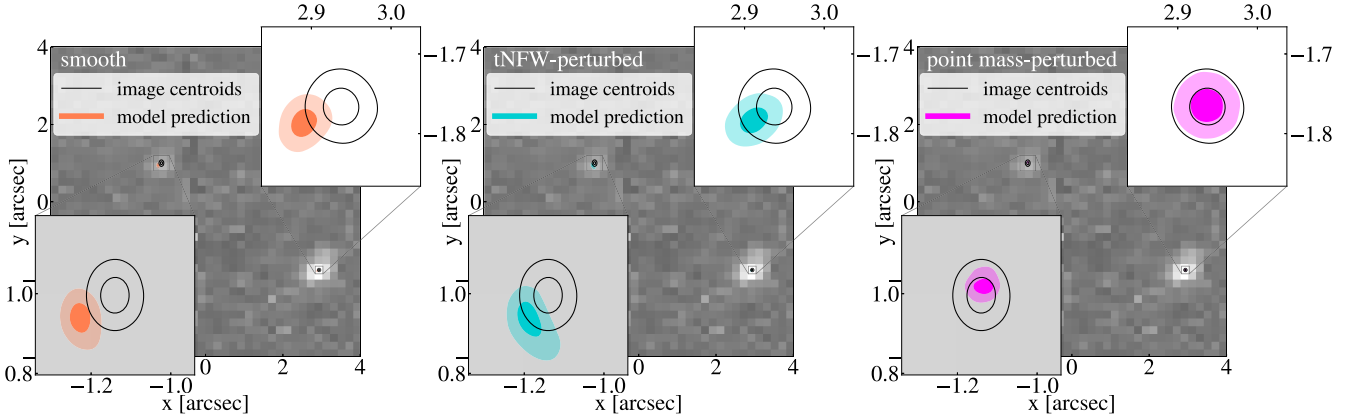 2.9 3.0 2.9 3.0 2.9 3.0
4 smooth −1.7 4 tNFW-perturbed −1.7 4 point mass-perturbed −1.7
image centroids image centroids image centroids
2 model prediction −1.8 2 model prediction −1.8 2 model prediction −1.8
0 0 0
y [arcsec] y [arcsec] y [arcsec]
1.0 1.0 1.0
0.8 −1.2 −1.0 0 2 4 0.8 −1.2 −1.0 0 2 4 0.8 −1.2 −1.0 0 2 4
x [arcsec] x [arcsec] x [arcsec]